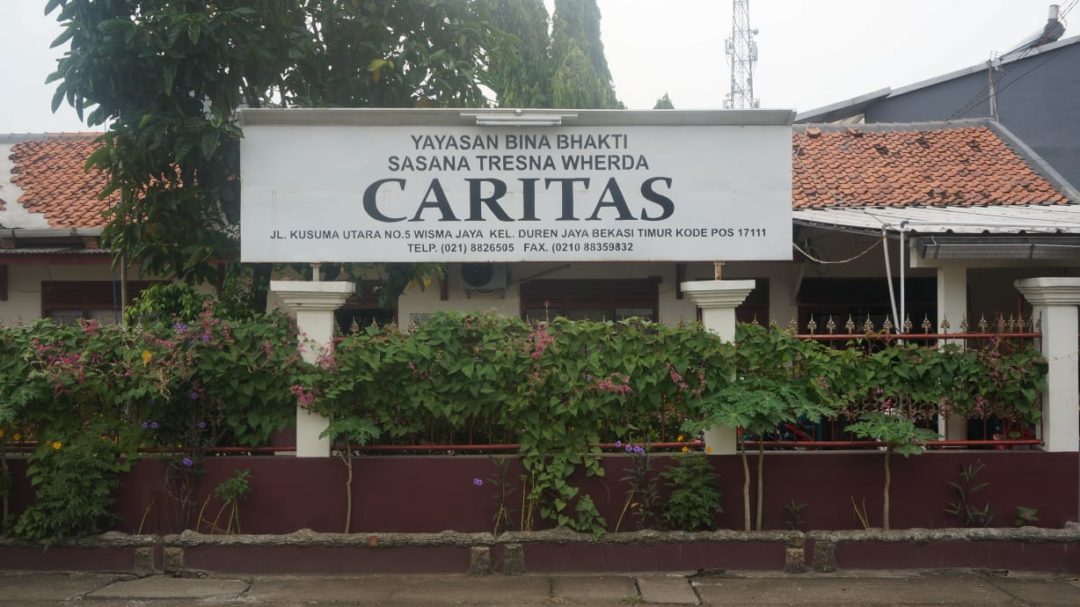 YAYASAN BINA BHAKTI
SASANA TRESNA WHERDA
CARITAS
JL. KUSUMA UTARA NO.5 WISMA JAYA KEL. DUREN JAYA BEKASI TIMUR KODE POS 17111
TELP. (021) 8826505 FAX. (0210 88359832